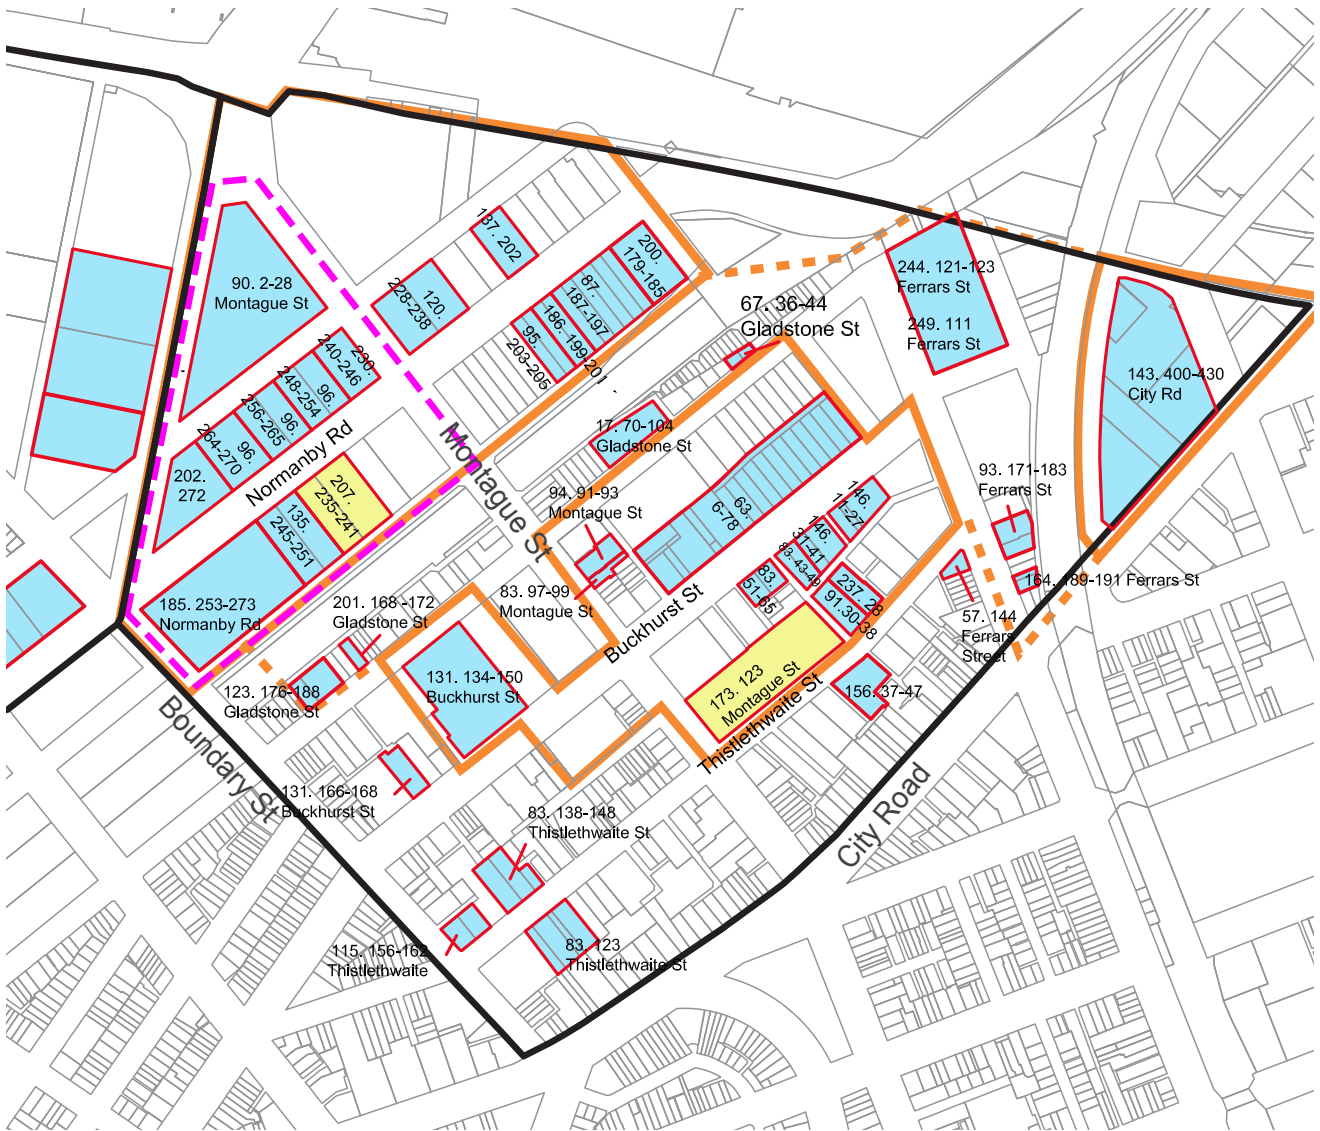 137. 202
200.
179-185
87.
187-197
186. 199-201
95.
203-205
120.
228-238
90. 2-28
Montague St
230.
240-246
96.
248-254
96.
256-265
96.
264-270
202.
272
Normanby Rd
207.
235-241
135.
245-251
185. 253-273
Normanby Rd
Montague St
67. 36-44
Gladstone St
244. 121-123
Ferrars St
249. 111
Ferrars St
143. 400-430
City Rd
17. 70-104
Gladstone St
94. 91-93
Montague St
63.
6-78
93. 171-183
Ferrars St
146.
11-27
146.
31-41
83. 43-49
83.
51-65
237. 28
91.30-38
164. 189-191 Ferrars St
57. 144
Ferrars
Street
83. 97-99
Montague St
Buckhurst St
201. 168 -172
Gladstone St
123. 176-188
Gladstone St
131. 134-150
Buckhurst St
173. 123
Montague St
156. 37-47
Thistlethwaite St
Boundary St
131. 166-168
Buckhurst St
City Road
83. 138-148
Thistlethwaite St
115. 156-162
Thistlethwaite
83. 123
Thistlethwaite St